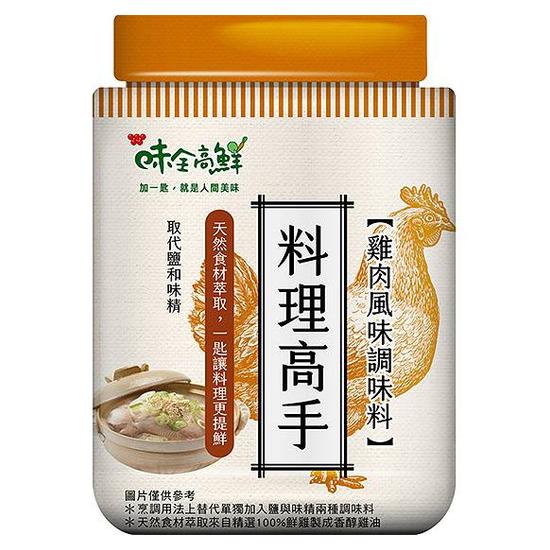 味全高鮮
加一匙，就是人間美味
【雞肉風味調味料】
料理高手
天然食材萃取，一匙讓料理更提鮮
取代鹽和味精
圖片僅供參考
＊烹調用法上替代單獨加入鹽與味精兩種調味料
＊天然食材萃取來自精選100%鮮雞製成香醇雞油